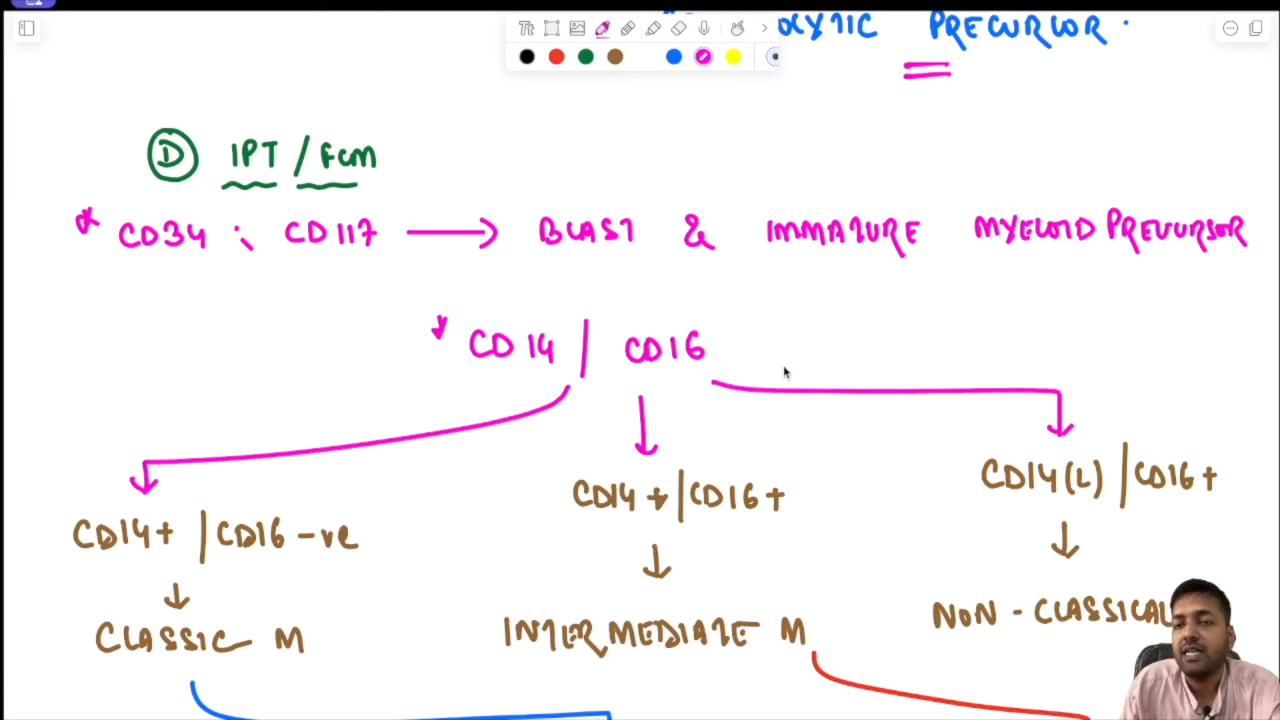 PRECURSOR.
D IPT / FCM
* CD34 ; CD117 → BLAST & IMMATURE MYELOID PRECURSOR
* CD14 / CD16
CD14+ | CD16 -ve
CD14 + | CD16 +
CD14(L) | CD16 +
↓ ↓ ↓
CLASSIC M
INTERMEDIATE M
NON - CLASSICAL